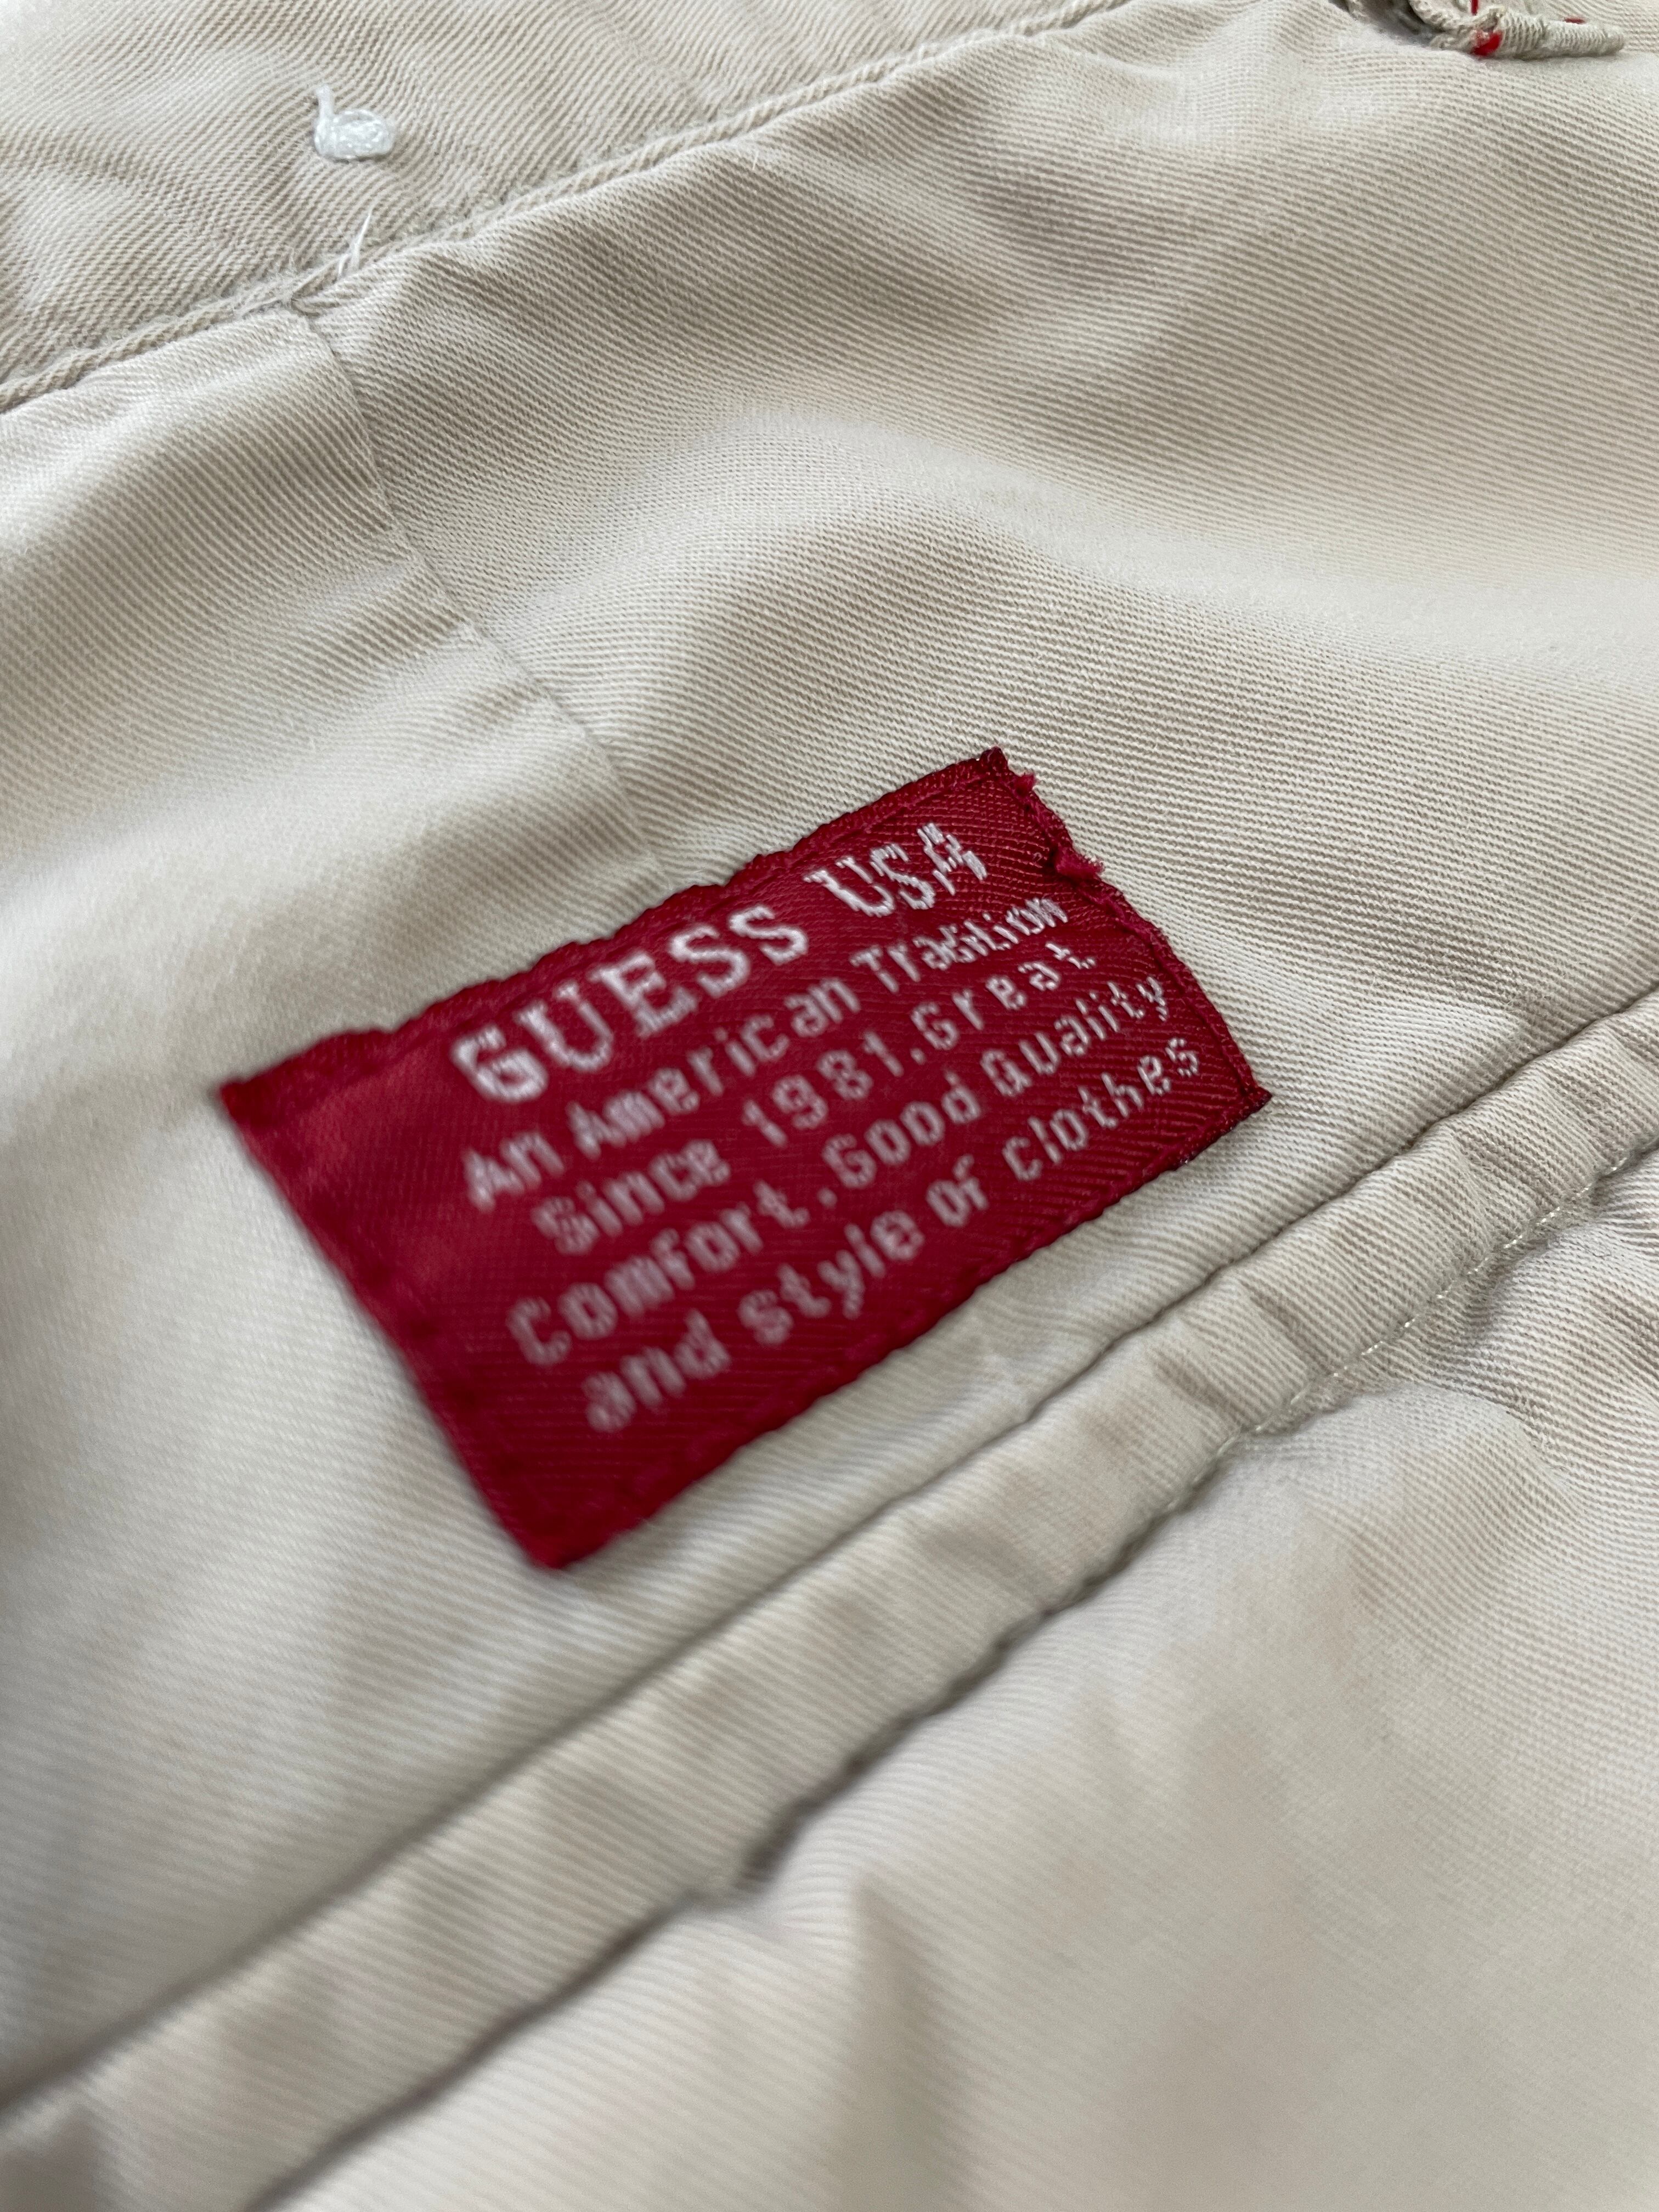 GUESS USA
An American Tradition
Since 1981.Great
Comfort.Good Quality
and style of clothes